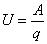 U = A/q